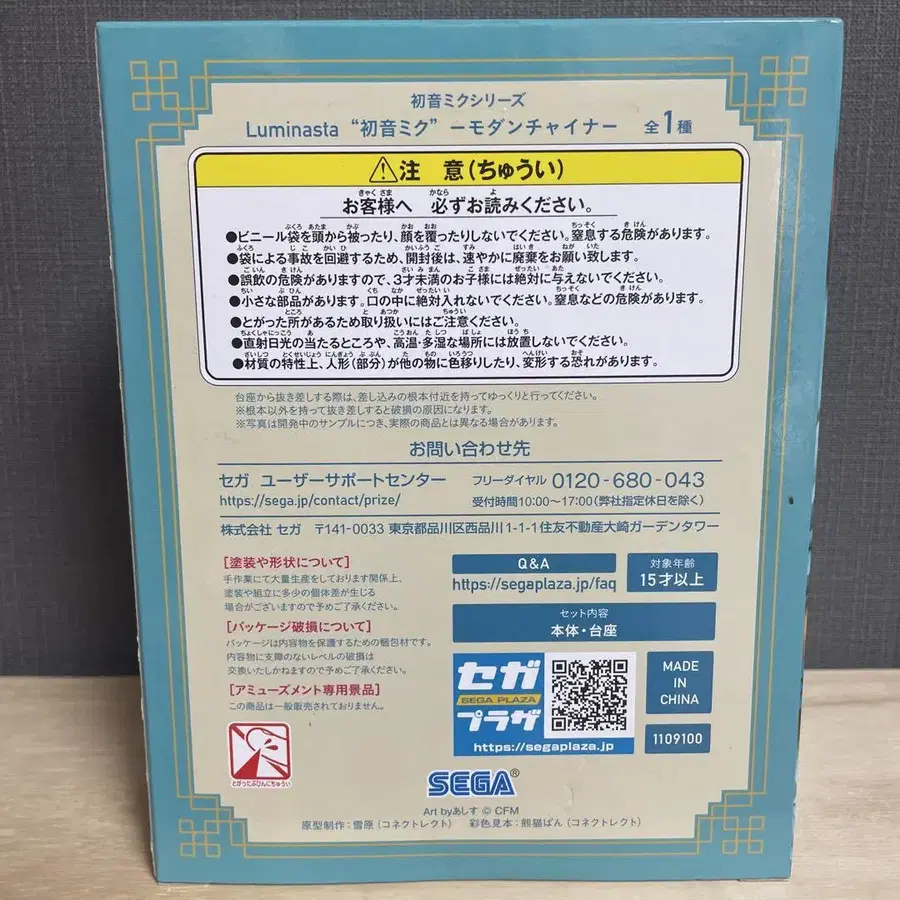 初音ミクシリーズ
Luminasta “初音ミク” ーモダンチャイナー 全1種
⚠注 意(ちゅうい)
お客様へ 必ずお読みください。
●ビニール袋を頭から被ったり、顔を覆ったりしないでください。窒息する危険があります。
●袋による事故を回避するため、開封後は、速やかに廃棄をお願い致します。
●誤飲の危険がありますので、3才未満のお子様には絶対に与えないでください。
●小さな部品があります。口の中に絶対入れないでください。窒息などの危険があります。
●とがった所があるため取り扱いにはご注意ください。
●直射日光の当たるところや、高温・多湿な場所には放置しないでください。
●材質の特性上、人形(部分)が他の物に色移りしたり、変形する恐れがあります。
台座から抜き差しする際は、差し込みの根本付近を持ってゆっくりと行ってください。
※根本以外を持って抜き差しすると破損の原因になります。
※写真は開発中のサンプルにつき、実際の商品とは異なる場合があります。
お問い合わせ先
セガ ユーザーサポートセンター フリーダイヤル 0120-680-043
https://sega.jp/contact/prize/ 受付時間10:00〜17:00(弊社指定休日を除く)
株式会社 セガ 〒141-0033 東京都品川区西品川1-1-1住友不動産大崎ガーデンタワー
[塗装や形状について]
手作業にて大量生産をしております関係上、
塗装や組立に多少の個体差が生じる
場合がございますので予めご了承ください。
[パッケージ破損について]
パッケージは内容物を保護するための梱包材です。
内容物に支障のないレベルの破損は
交換いたしかねますので予めご了承ください。
[アミューズメント専用景品]
この商品は一般販売されておりません。
とがったぶひんにちゅうい
Q&A
https://segaplaza.jp/faq
対象年齢
15才以上
セット内容
本体・台座
セガ
SEGA PLAZA
プラザ
https://segaplaza.jp
MADE
IN
CHINA
1109100
SEGA®
Art byあしす © CFM
原型制作：雪原(コネクトレクト) 彩色見本：熊猫ぱん(コネクトレクト)